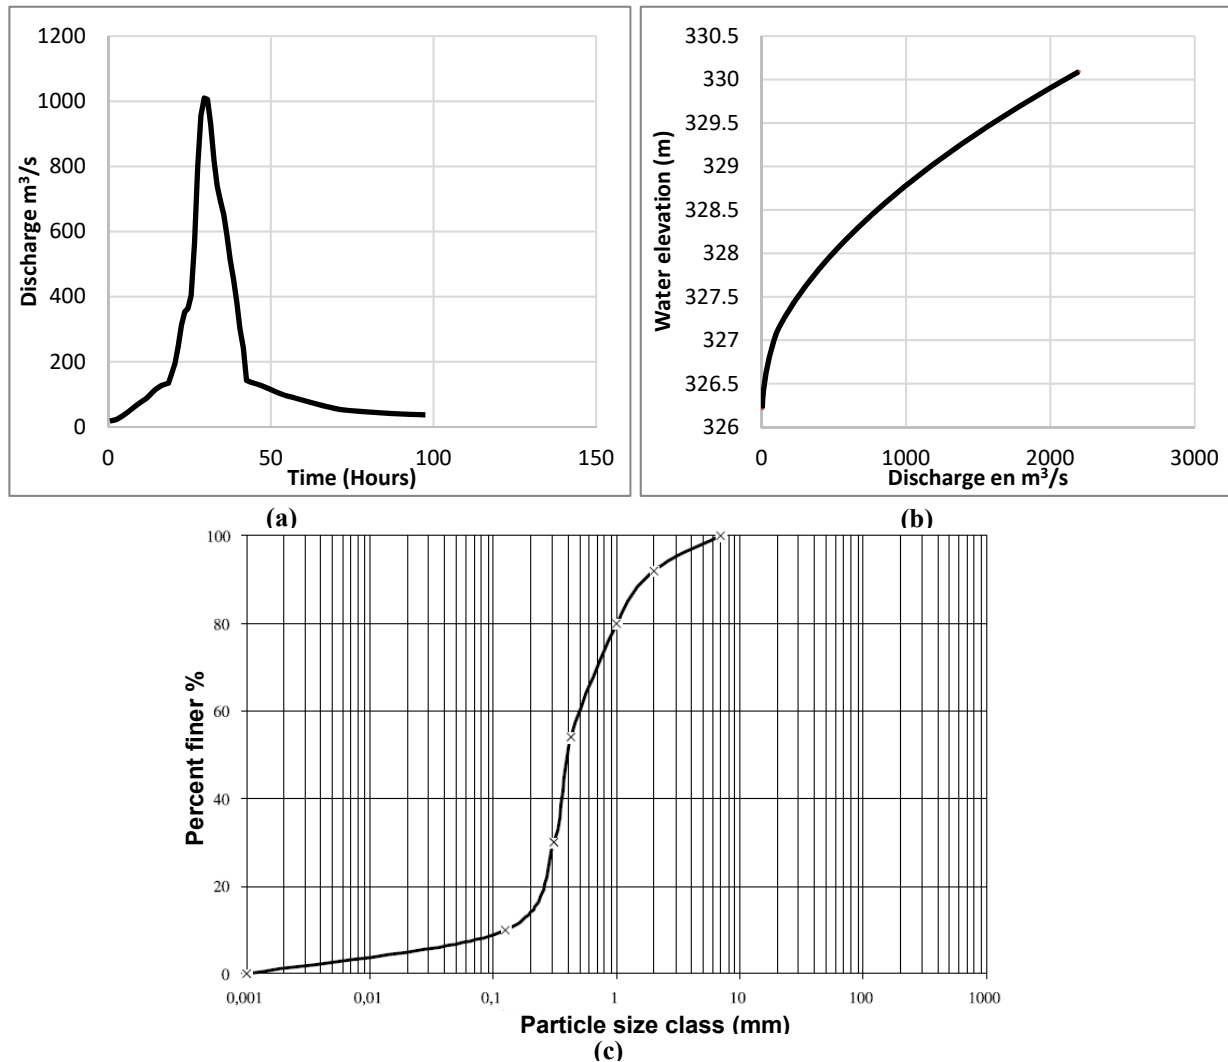 1200
1000
800
600
400
200
0
Discharge m³/s
0 50 100 150
Time (Hours)
(a)
330.5
330
329.5
329
328.5
328
327.5
327
326.5
326
Water elevation (m)
0 1000 2000 3000
Discharge en m³/s
(b)
100
80
60
40
20
0
Percent finer %
0,001 0,01 0,1 1 10 100 1000
Particle size class (mm)
(c)